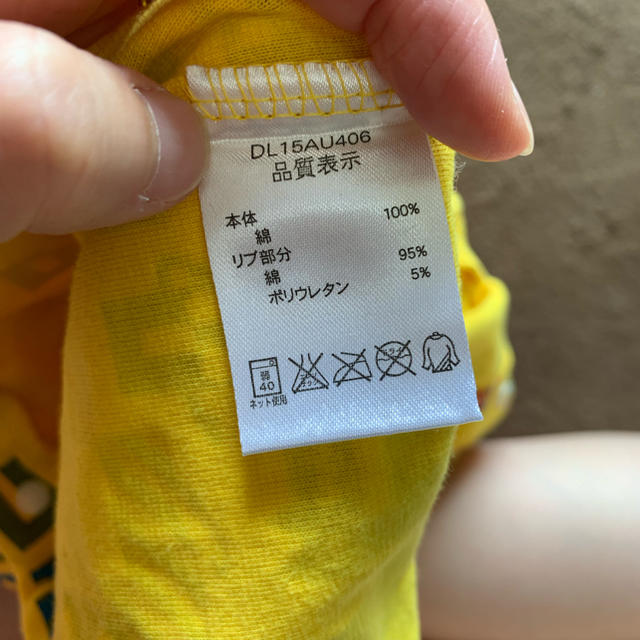 DL15AU406
品質表示
本体
綿 100%
リブ部分
綿 95%
ポリウレタン 5%
弱
40
ネット使用